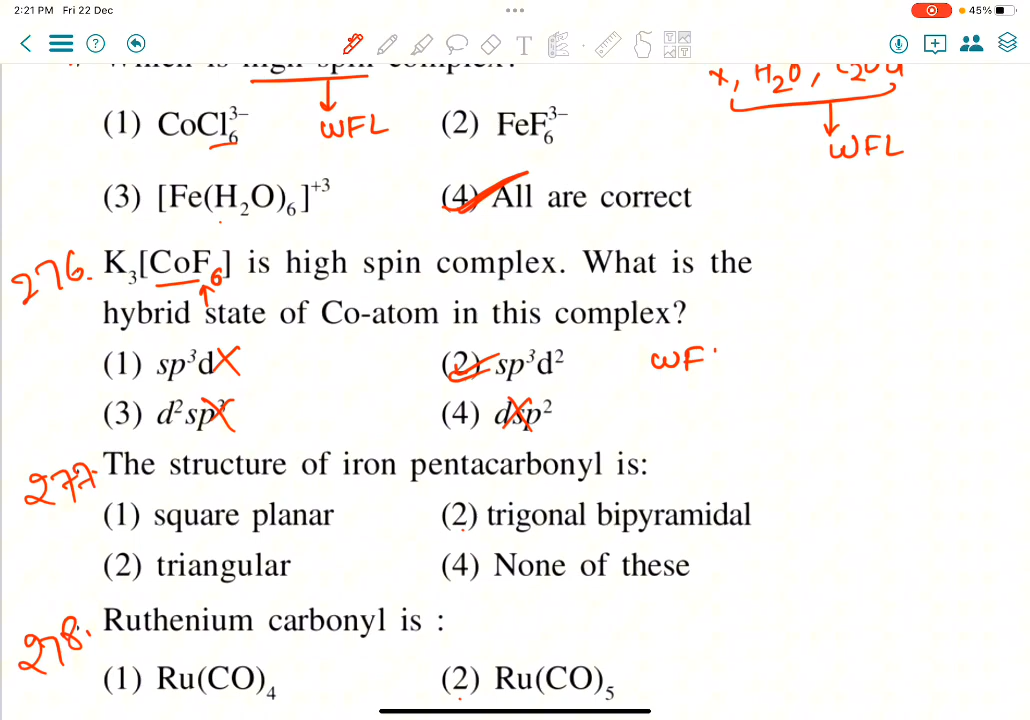 2:21 PM Fri 22 Dec
45%
T
high spin
x, H₂O,
(1) CoCl₆³⁻ WFL (2) FeF₆³⁻
WFL
(3) [Fe(H₂O)₆]⁺³ (4) All are correct
276. K₃[CoF₆] is high spin complex. What is the
hybrid state of Co-atom in this complex?
(1) sp³d (2) sp³d² WF
(3) d²sp³ (4) dsp²
277. The structure of iron pentacarbonyl is:
(1) square planar (2) trigonal bipyramidal
(2) triangular (4) None of these
278. Ruthenium carbonyl is :
(1) Ru(CO)₄ (2) Ru(CO)₅